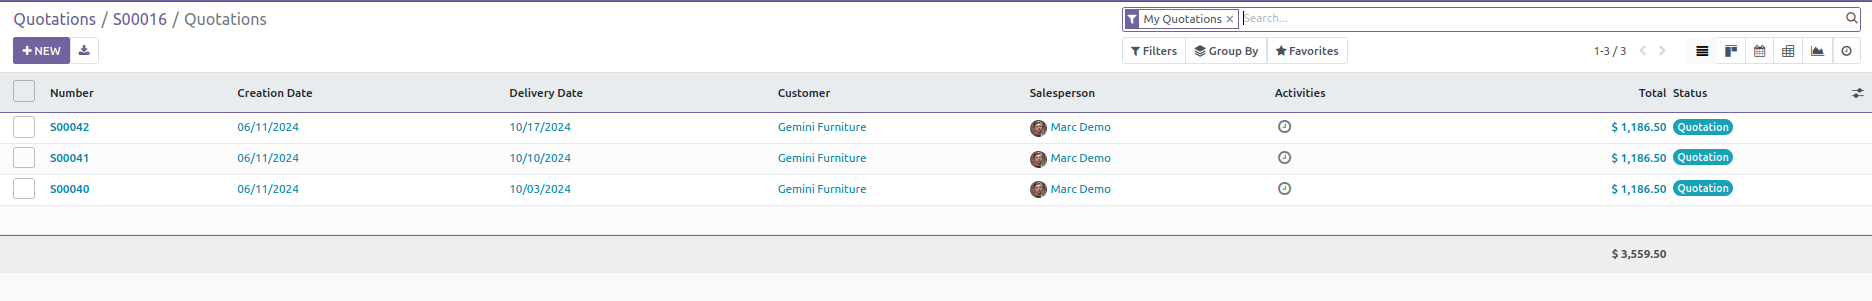 Quotations / S00016 / Quotations
My Quotations × Search...
+ NEW
Filters Group By Favorites 1-3 / 3
Number Creation Date Delivery Date Customer Salesperson Activities Total Status
S00042 06/11/2024 10/17/2024 Gemini Furniture Marc Demo $ 1,186.50 Quotation
S00041 06/11/2024 10/10/2024 Gemini Furniture Marc Demo $ 1,186.50 Quotation
S00040 06/11/2024 10/03/2024 Gemini Furniture Marc Demo $ 1,186.50 Quotation
$ 3,559.50